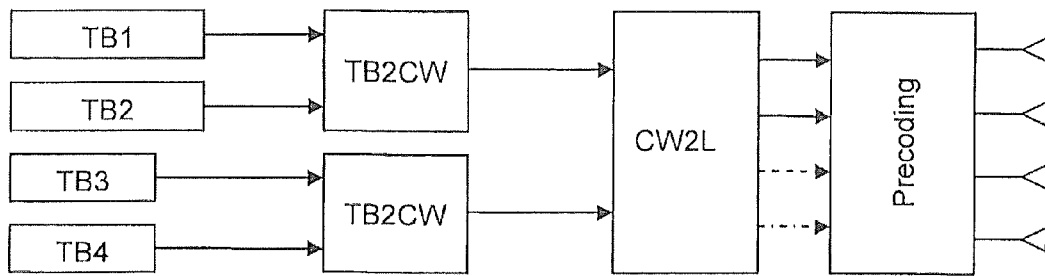 TB1
TB2
TB3
TB4
TB2CW
TB2CW
CW2L
Precoding